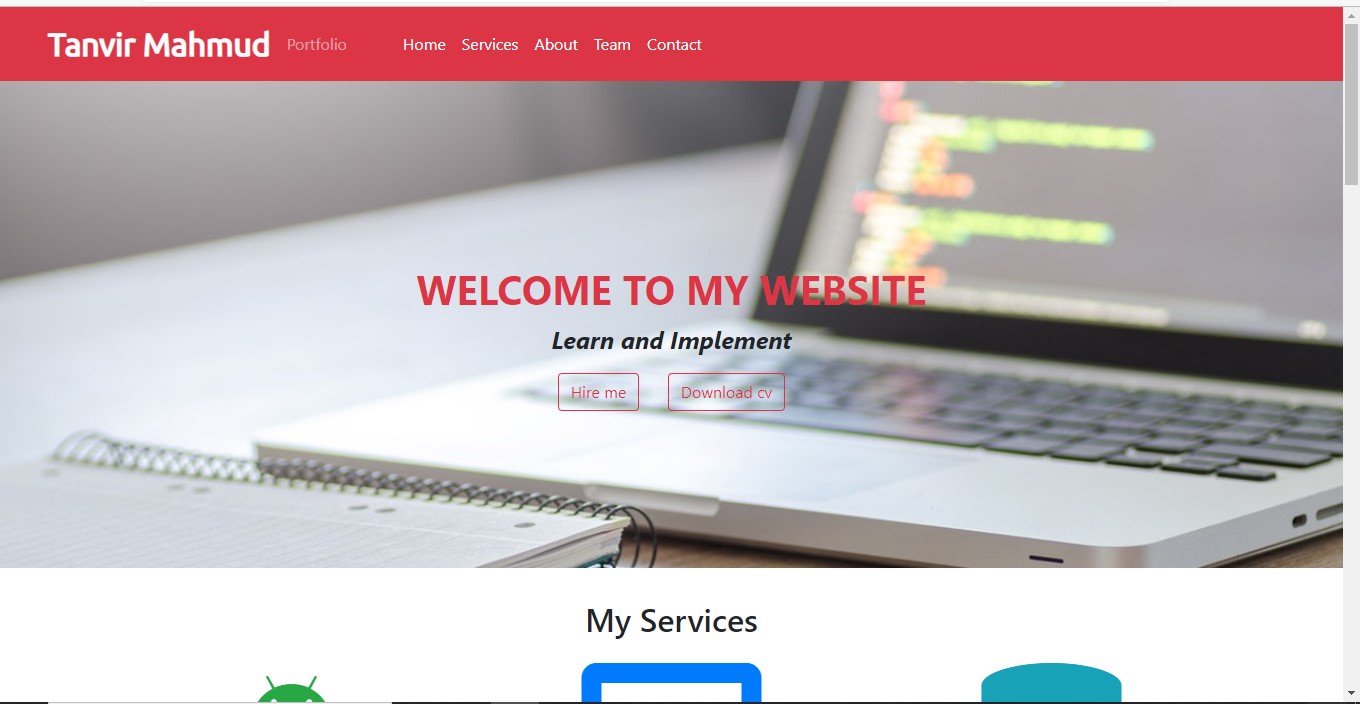 Tanvir Mahmud Portfolio Home Services About Team Contact
WELCOME TO MY WEBSITE
Learn and Implement
Hire me Download cv
My Services